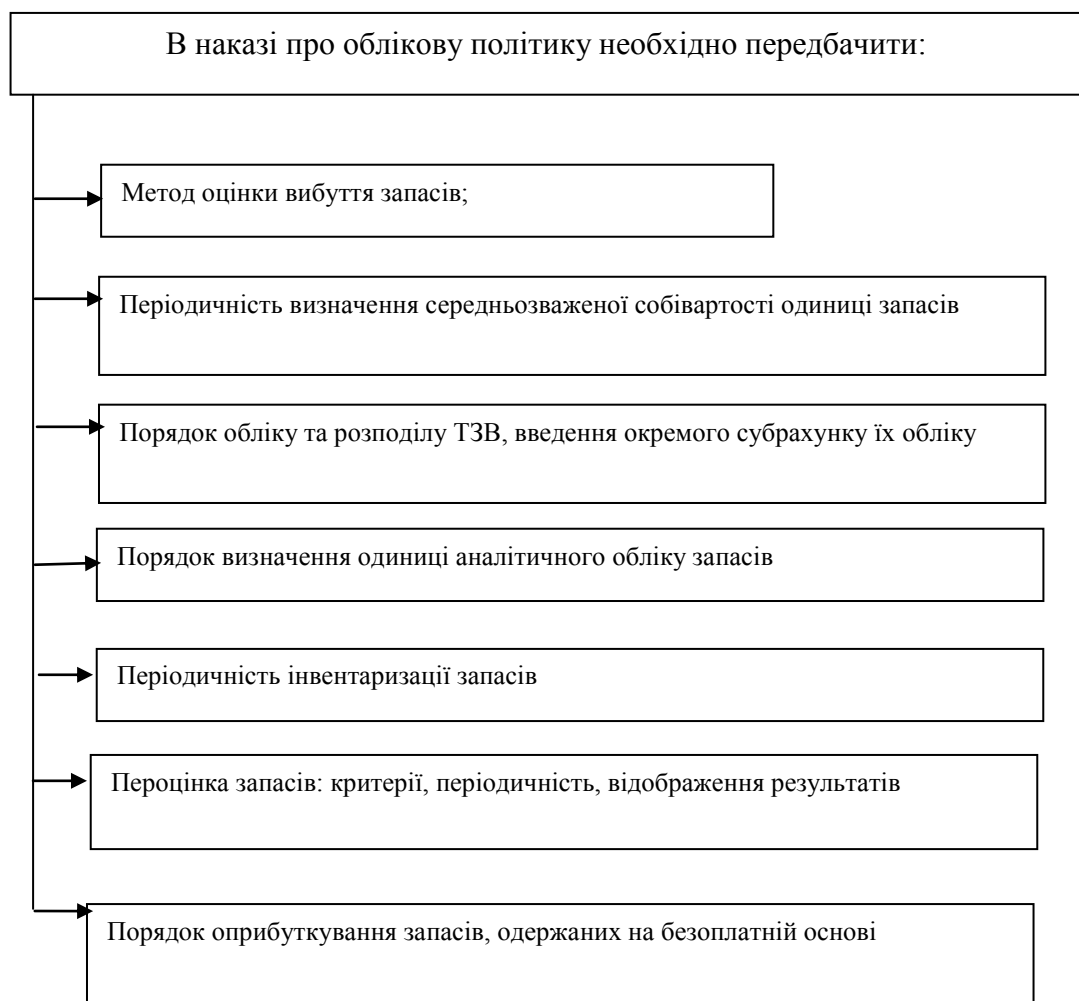 В наказі про облікову політику необхідно передбачити:
Метод оцінки вибуття запасів;
Періодичність визначення середньозваженої собівартості одиниці запасів
Порядок обліку та розподілу ТЗВ, введення окремого субрахунку їх обліку
Порядок визначення одиниці аналітичного обліку запасів
Періодичність інвентаризації запасів
Пероцінка запасів: критерії, періодичність, відображення результатів
Порядок оприбуткування запасів, одержаних на безоплатній основі